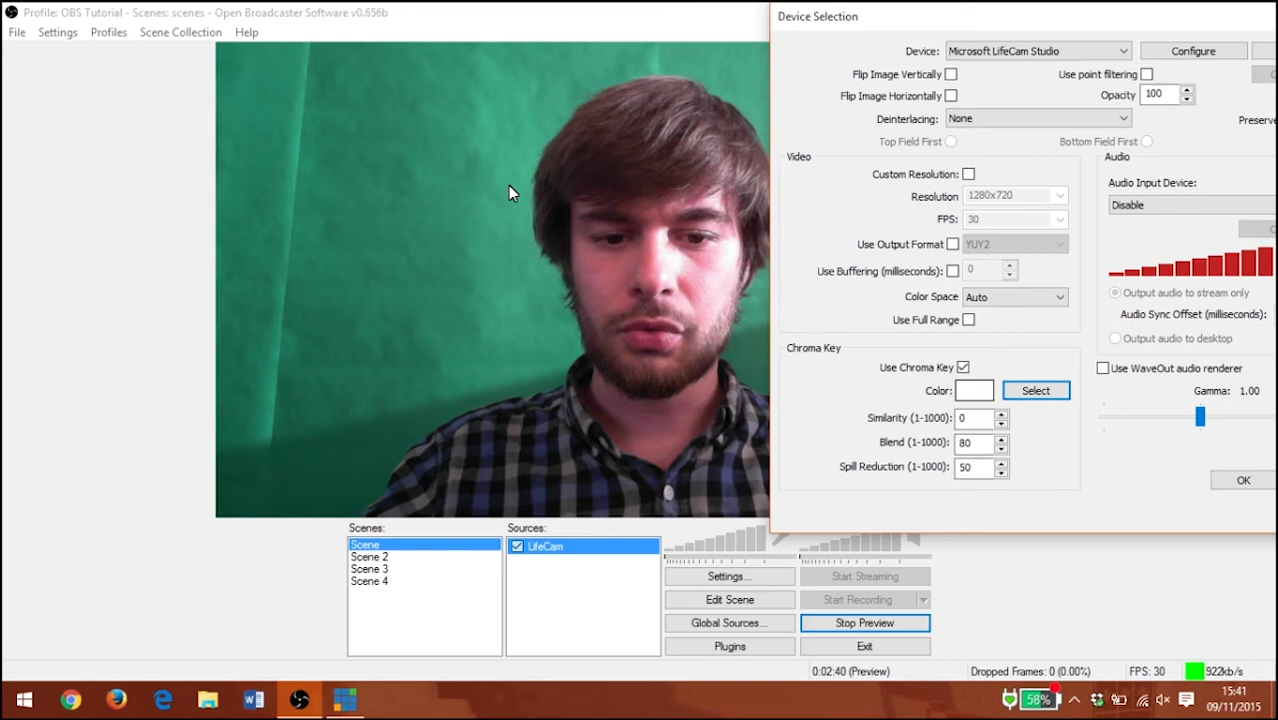 Profile: OBS Tutorial - Scenes: scenes - Open Broadcaster Software v0.656b
File Settings Profiles Scene Collection Help
Device Selection
Device: Microsoft LifeCam Studio Configure
Flip Image Vertically Use point filtering
Flip Image Horizontally Opacity 100
Deinterlacing: None Preserve
Top Field First Bottom Field First
Video
Custom Resolution:
Resolution 1280x720
FPS: 30
Use Output Format YUY2
Use Buffering (milliseconds): 0
Color Space Auto
Use Full Range
Audio
Audio Input Device:
Disable
Output audio to stream only
Audio Sync Offset (milliseconds):
Output audio to desktop
Chroma Key
Use Chroma Key
Color: Select
Similarity (1-1000): 0
Blend (1-1000): 80
Spill Reduction (1-1000): 50
Use WaveOut audio renderer
Gamma: 1.00
OK
Scenes:
Scene
Scene 2
Scene 3
Scene 4
Sources:
LifeCam
Settings... Start Streaming
Edit Scene Start Recording
Global Sources... Stop Preview
Plugins Exit
0:02:40 (Preview) Dropped Frames: 0 (0.00%) FPS: 30 922kb/s
58%
15:41
09/11/2015